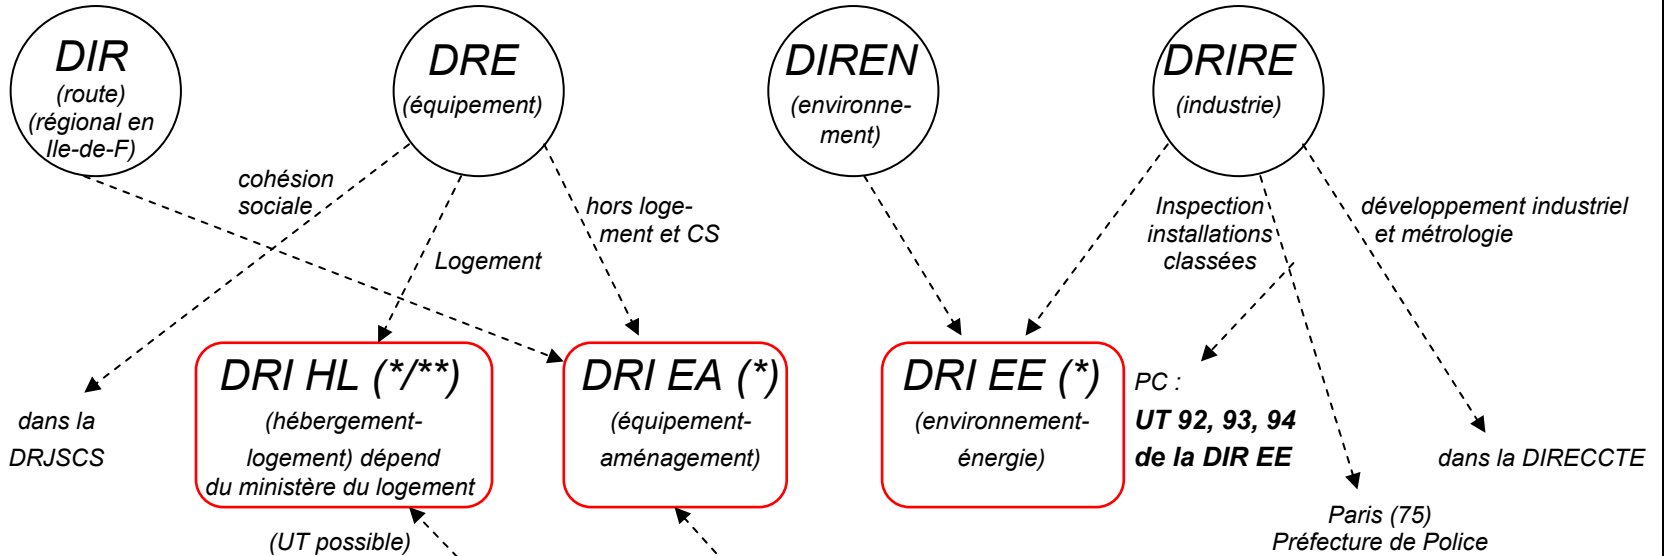 DIR
(route)
(régional en
Ile-de-F)
DRE
(équipement)
DIREN
(environne-
ment)
DRIRE
(industrie)
cohésion
sociale
Logement
hors loge-
ment et CS
Inspection
installations
classées
développement industriel
et métrologie
dans la
DRJSCS
DRI HL (*/**)
(hébergement-
logement) dépend
du ministère du logement
(UT possible)
DRI EA (*)
(équipement-
aménagement)
DRI EE (*)
(environnement-
énergie)
PC :
UT 92, 93, 94
de la DIR EE
dans la DIRECCTE
Paris (75)
Préfecture de Police